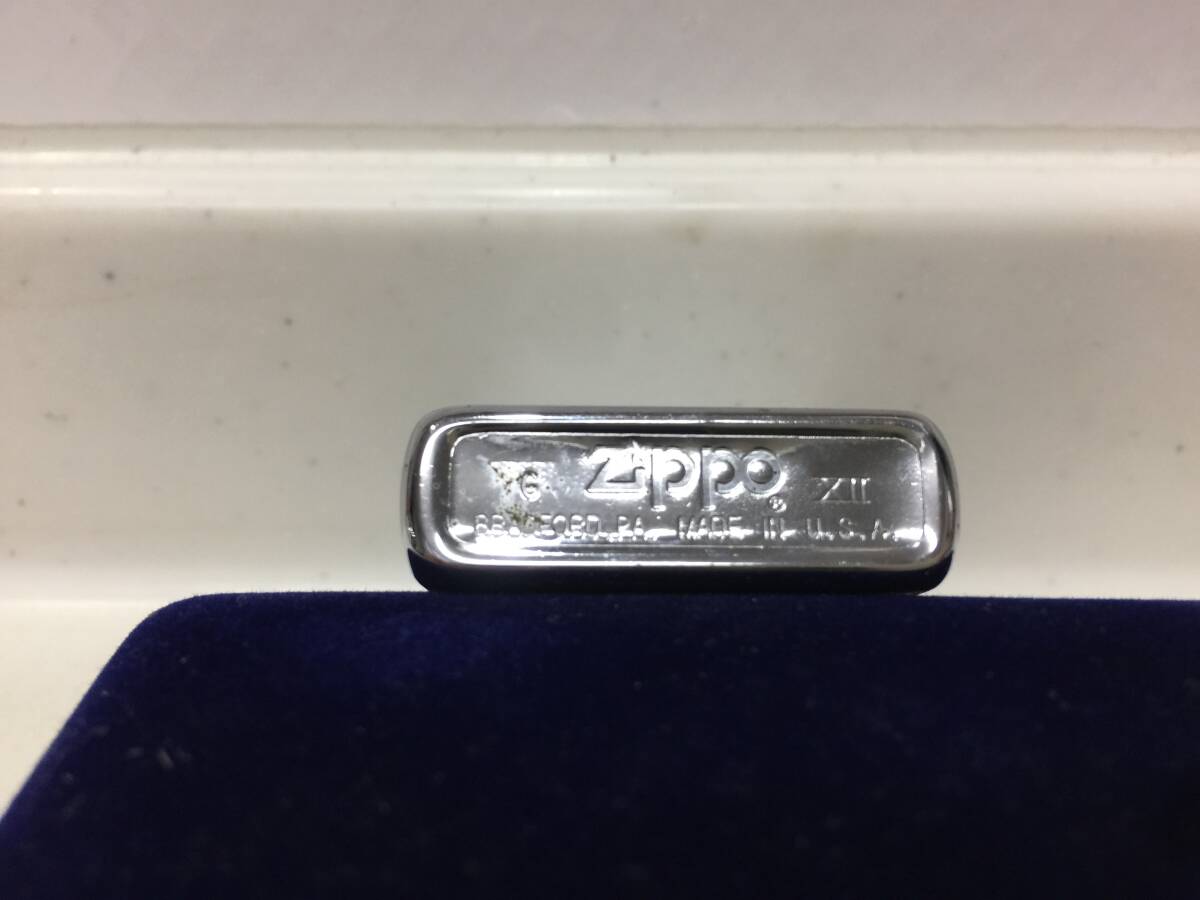 G Zippo® XII
BRADFORD, PA. MADE IN U.S.A.